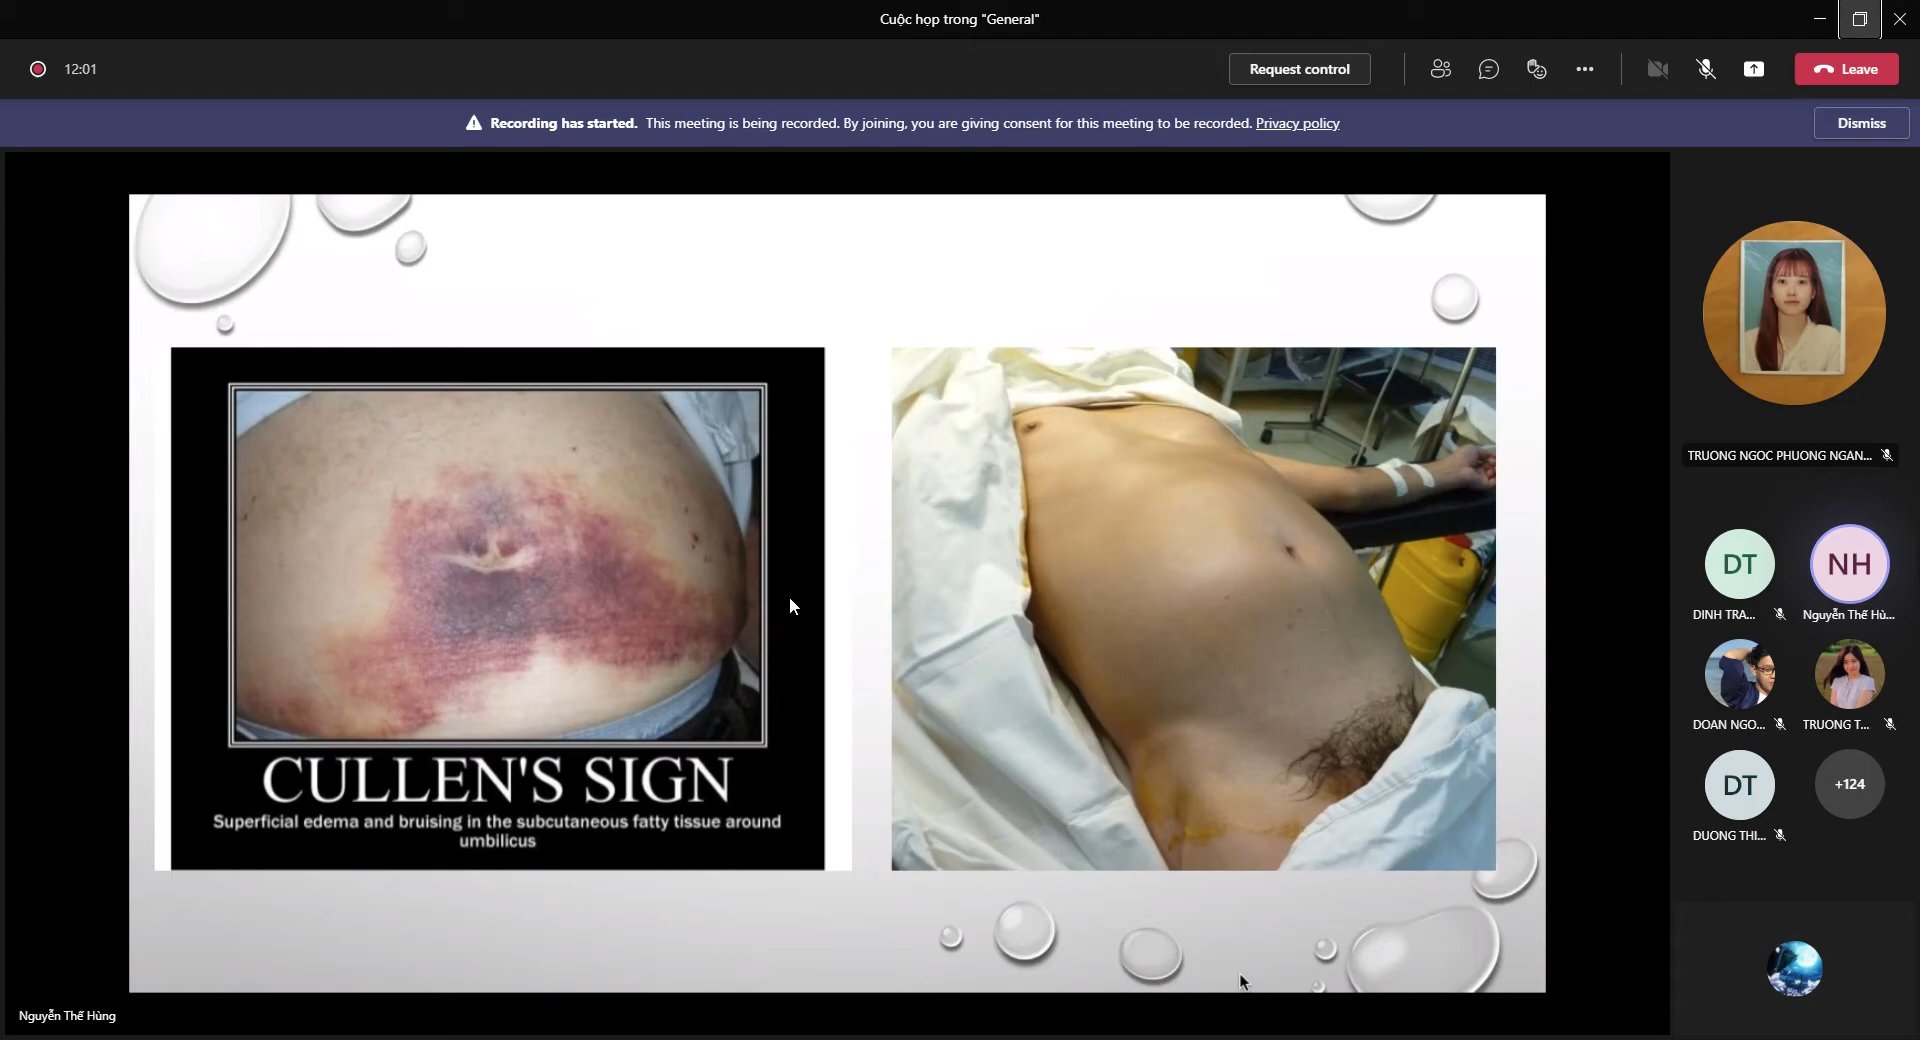 Cuộc họp trong "General"
12:01
Request control
Leave
Recording has started. This meeting is being recorded. By joining, you are giving consent for this meeting to be recorded. Privacy policy
Dismiss
CULLEN'S SIGN
Superficial edema and bruising in the subcutaneous fatty tissue around
umbilicus
Nguyễn Thế Hùng
TRUONG NGOC PHUONG NGAN...
DT
NH
DINH TRA...
Nguyễn Thế Hù...
DOAN NGO...
TRUONG T...
DT
+124
DUONG THI...